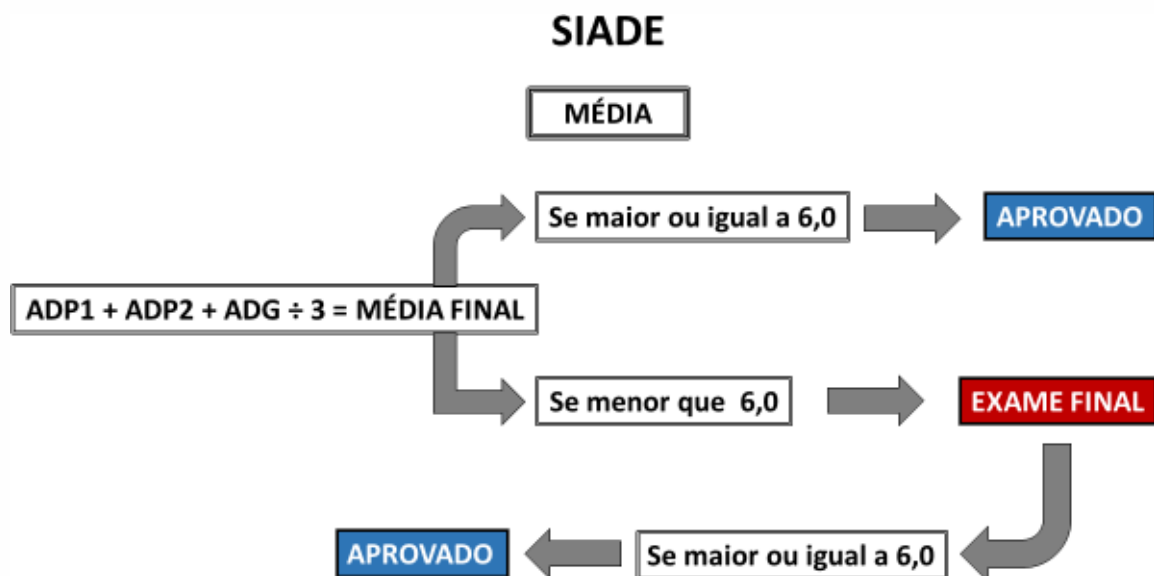 SIADE
MÉDIA
Se maior ou igual a 6,0
APROVADO
ADP1 + ADP2 + ADG ÷ 3 = MÉDIA FINAL
Se menor que 6,0
EXAME FINAL
APROVADO
Se maior ou igual a 6,0